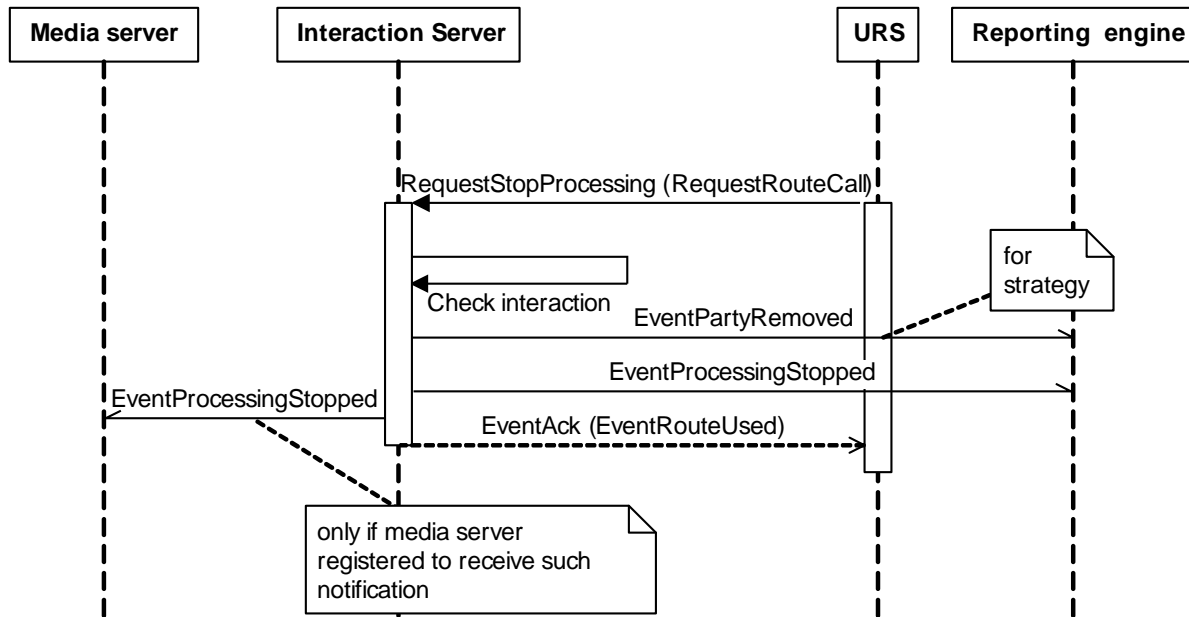 Media server
Interaction Server
URS
Reporting engine
RequestStopProcessing (RequestRouteCall)
for
strategy
Check interaction
EventPartyRemoved
EventProcessingStopped
EventProcessingStopped
EventAck (EventRouteUsed)
only if media server
registered to receive such
notification